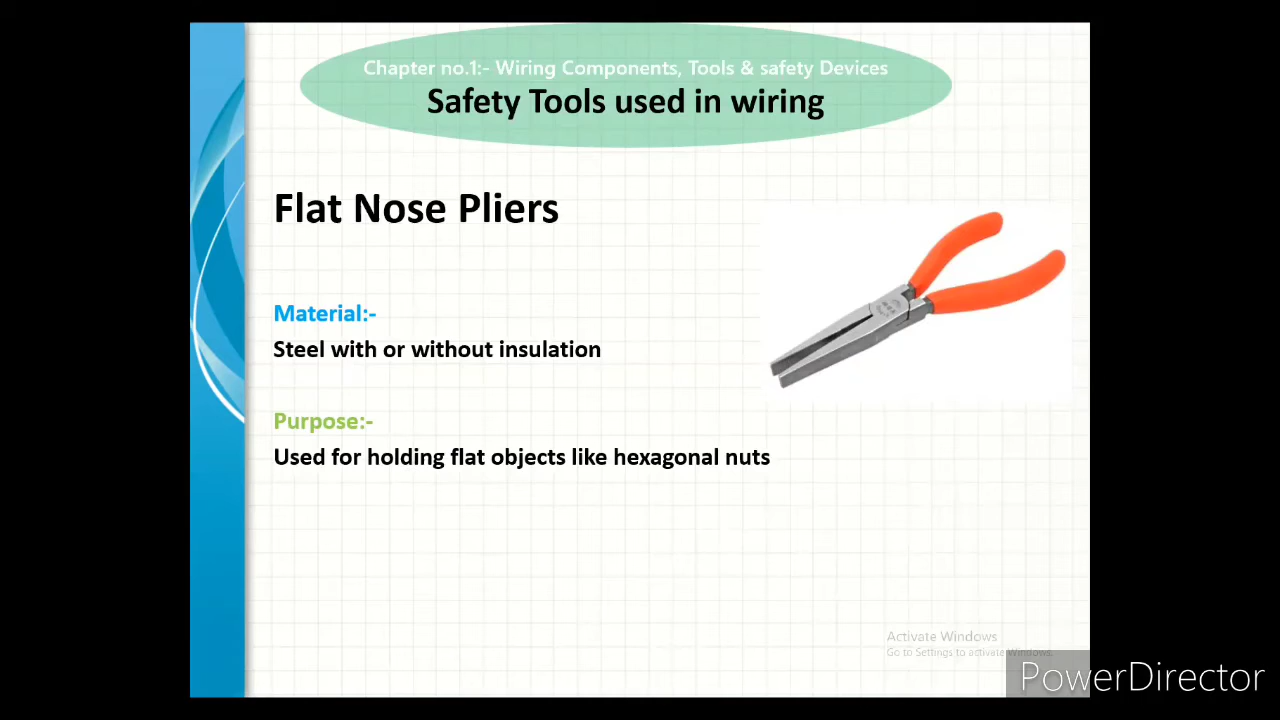 Chapter no.1:- Wiring Components, Tools & safety Devices
Safety Tools used in wiring
Flat Nose Pliers
Material:-
Steel with or without insulation
Purpose:-
Used for holding flat objects like hexagonal nuts
Activate Windows
Go to Settings to activate Windows.
PowerDirector